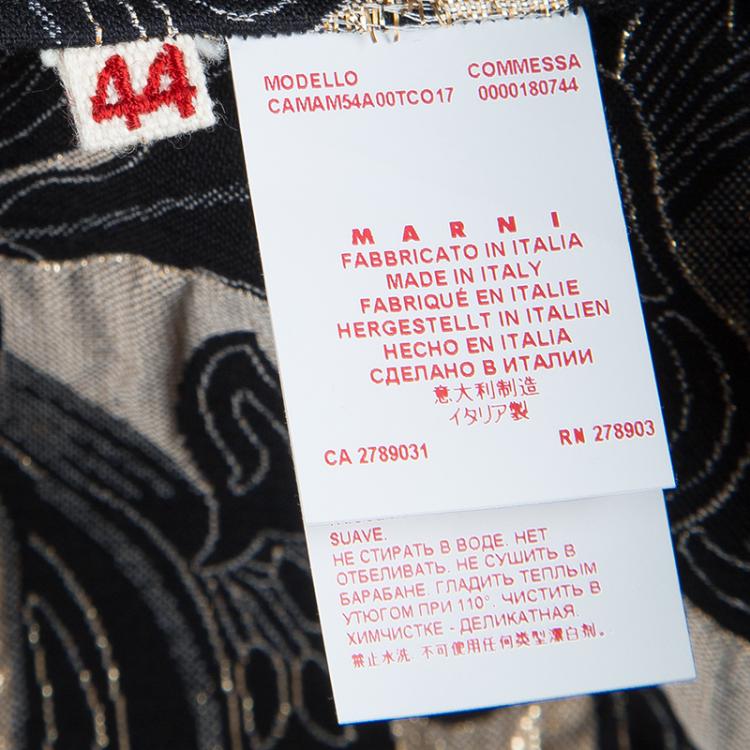 44
MODELLO COMMESSA
CAMAM54A00TCO17 0000180744
MARNI
FABBRICATO IN ITALIA
MADE IN ITALY
FABRIQUÉ EN ITALIE
HERGESTELLT IN ITALIEN
HECHO EN ITALIA
СДЕЛАНО В ИТАЛИИ
意大利制造
イタリア製
CA 2789031 RN 278903
SUAVE.
НЕ СТИРАТЬ В ВОДЕ. НЕТ
ОТБЕЛИВАТЬ. НЕ СУШИТЬ В
БАРАБАНЕ. ГЛАДИТЬ ТЕПЛЫМ
УТЮГОМ ПРИ 110°. ЧИСТИТЬ В
ХИМЧИСТКЕ - ДЕЛИКАТНАЯ.
禁止水洗. 不可使用任何类型漂白剂。